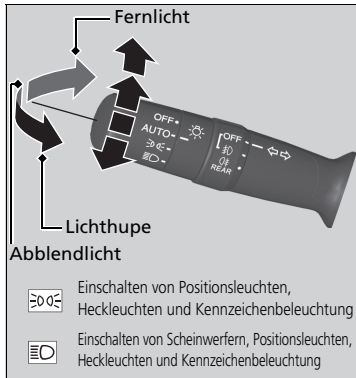 Fernlicht
OFF
AUTO
OFF
REAR
Lichthupe
Abblendlicht
Einschalten von Positionsleuchten,
Heckleuchten und Kennzeichenbeleuchtung
Einschalten von Scheinwerfern, Positionsleuchten,
Heckleuchten und Kennzeichenbeleuchtung